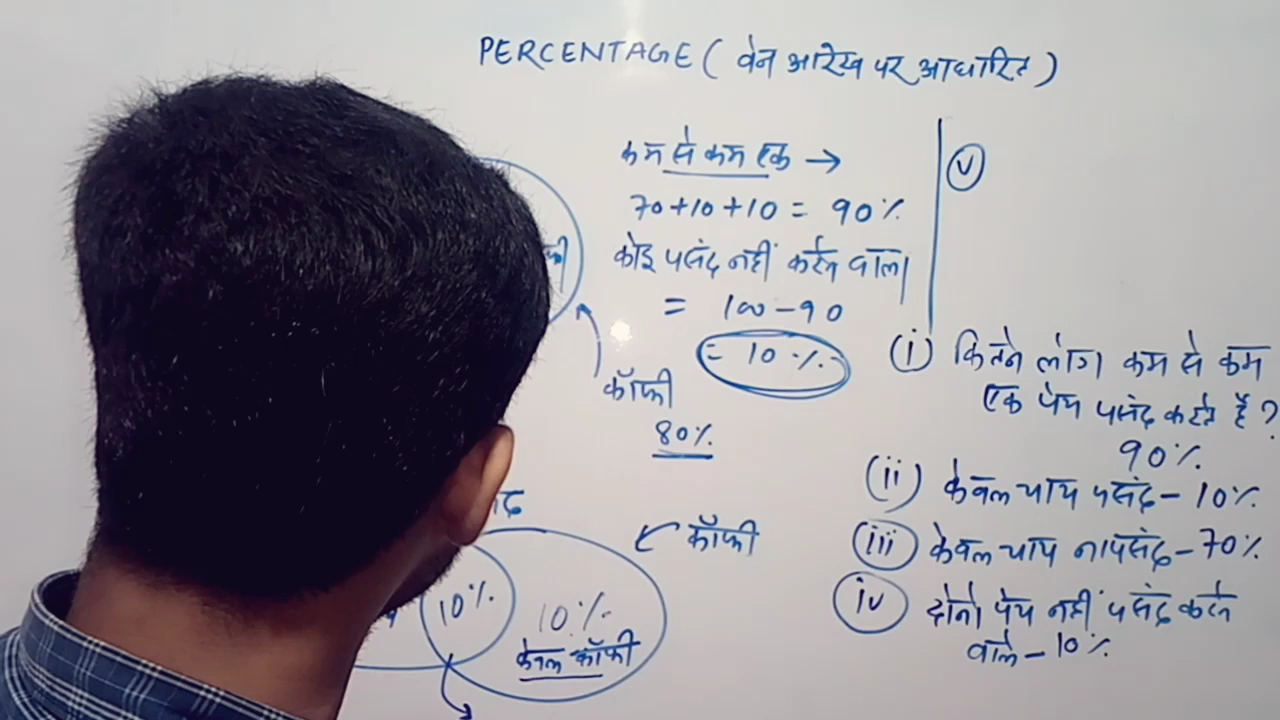 PERCENTAGE ( वेन आरेख पर आधारित )
कम से कम एक →
70+10+10 = 90%
कोई पसंद नहीं करने वाला
= 100-90
= 10%
कॉफी
80%
कॉफी
10%
10%
केवल कॉफी
(v)
(i) कितने लोग कम से कम
एक पेय पसंद करते हैं ?
90%
(ii) केवल चाय पसंद - 10%
(iii) केवल चाय नापसंद - 70%
(iv) दोनो पेय नहीं पसंद करने
वाले - 10%